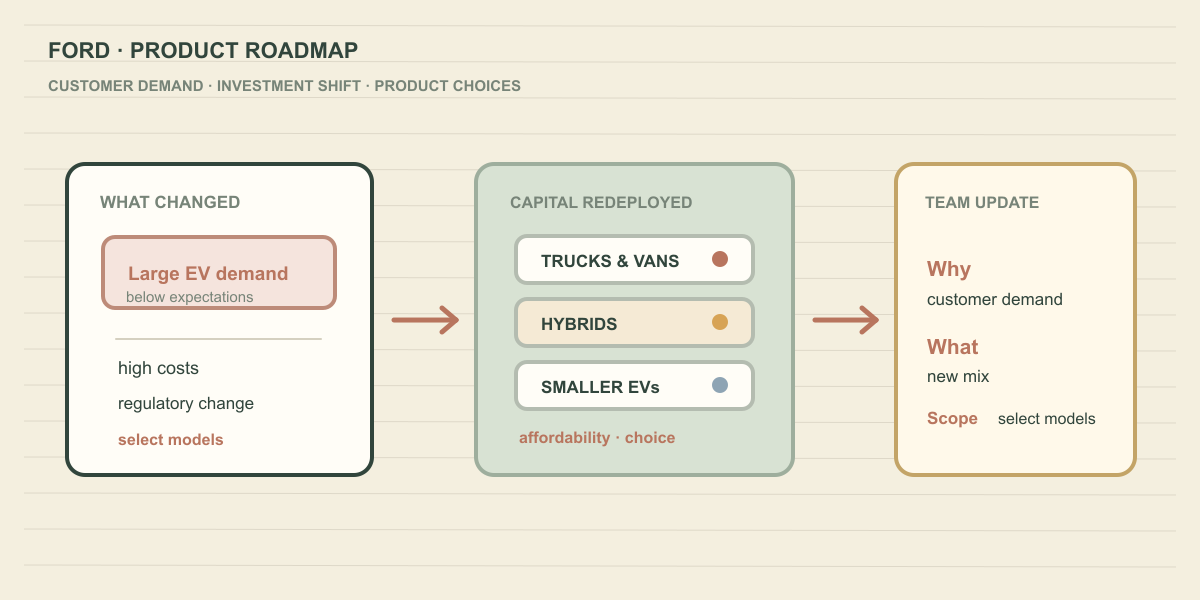 FORD · PRODUCT ROADMAP
CUSTOMER DEMAND · INVESTMENT SHIFT · PRODUCT CHOICES
WHAT CHANGED
Large EV demand
below expectations
high costs
regulatory change
select models
CAPITAL REDEPLOYED
TRUCKS & VANS
HYBRIDS
SMALLER EVs
affordability · choice
TEAM UPDATE
Why
customer demand
What
new mix
Scope select models